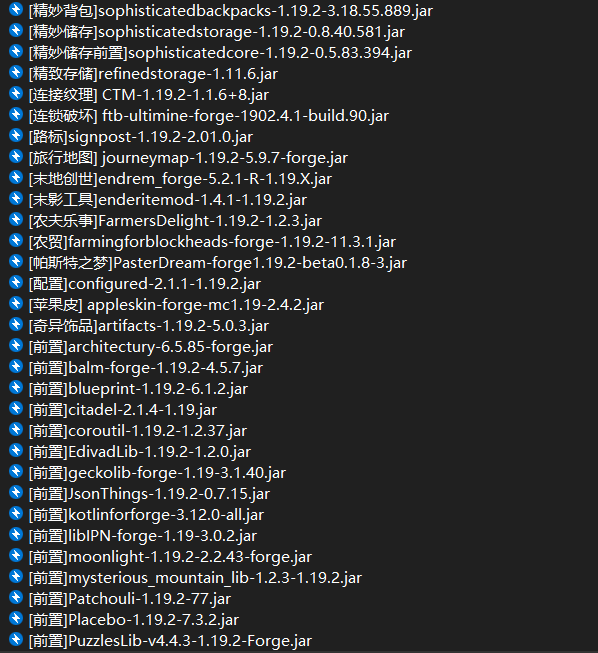 [精妙背包]sophisticatedbackpacks-1.19.2-3.18.55.889.jar
[精妙储存]sophisticatedstorage-1.19.2-0.8.40.581.jar
[精妙储存前置]sophisticatedcore-1.19.2-0.5.83.394.jar
[精致存储]refinedstorage-1.11.6.jar
[连接纹理] CTM-1.19.2-1.1.6+8.jar
[连锁破坏] ftb-ultimine-forge-1902.4.1-build.90.jar
[路标]signpost-1.19.2-2.01.0.jar
[旅行地图] journeymap-1.19.2-5.9.7-forge.jar
[末地创世]endrem_forge-5.2.1-R-1.19.X.jar
[末影工具]enderitemod-1.4.1-1.19.2.jar
[农夫乐事]FarmersDelight-1.19.2-1.2.3.jar
[农贸]farmingforblockheads-forge-1.19.2-11.3.1.jar
[帕斯特之梦]PasterDream-forge1.19.2-beta0.1.8-3.jar
[配置]configured-2.1.1-1.19.2.jar
[苹果皮] appleskin-forge-mc1.19-2.4.2.jar
[奇异饰品]artifacts-1.19.2-5.0.3.jar
[前置]architectury-6.5.85-forge.jar
[前置]balm-forge-1.19.2-4.5.7.jar
[前置]blueprint-1.19.2-6.1.2.jar
[前置]citadel-2.1.4-1.19.jar
[前置]coroutil-1.19.2-1.2.37.jar
[前置]EdivadLib-1.19.2-1.2.0.jar
[前置]geckolib-forge-1.19-3.1.40.jar
[前置]JsonThings-1.19.2-0.7.15.jar
[前置]kotlinforforge-3.12.0-all.jar
[前置]libIPN-forge-1.19-3.0.2.jar
[前置]moonlight-1.19.2-2.2.43-forge.jar
[前置]mysterious_mountain_lib-1.2.3-1.19.2.jar
[前置]Patchouli-1.19.2-77.jar
[前置]Placebo-1.19.2-7.3.2.jar
[前置]PuzzlesLib-v4.4.3-1.19.2-Forge.jar